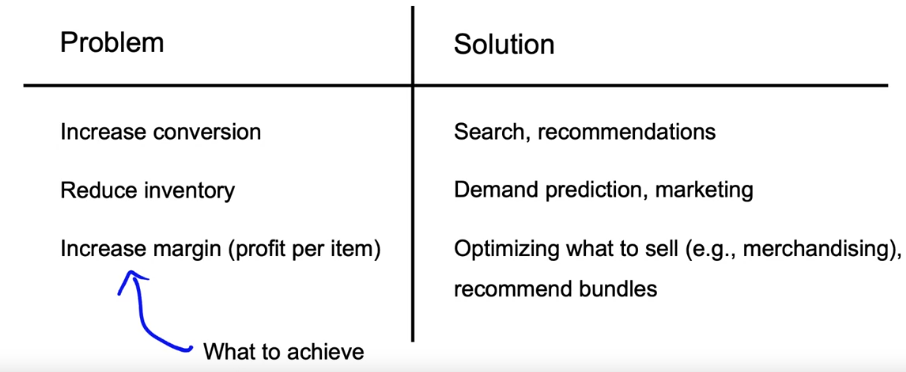 Problem
Solution
Increase conversion
Search, recommendations
Reduce inventory
Demand prediction, marketing
Increase margin (profit per item)
Optimizing what to sell (e.g., merchandising),
recommend bundles
What to achieve